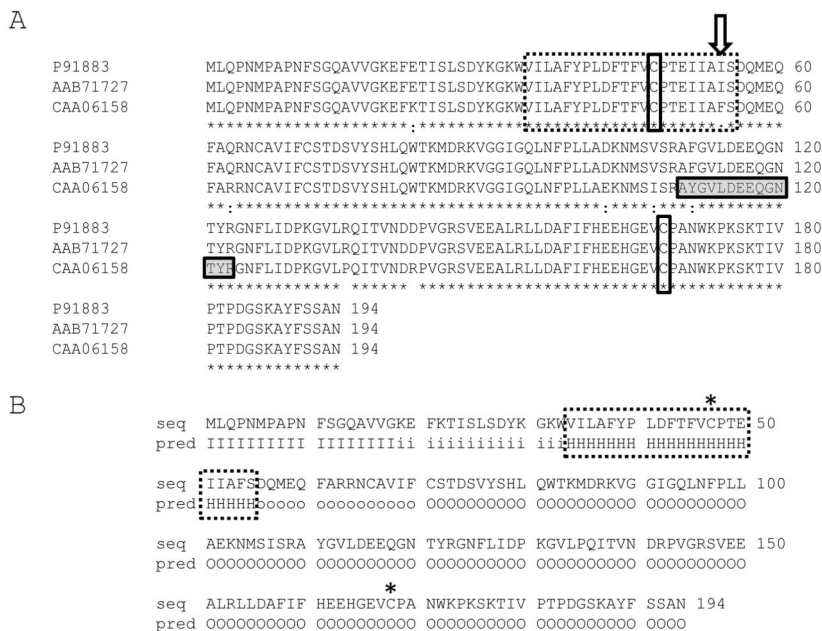 A
P91883 MLQPNMPAPNFSGQAVVGKEFETISLSDYKGKWVILAFYPLDFTFVCPTEIIAISDQMEQ 60
AAB71727 MLQPNMPAPNFSGQAVVGKEFETISLSDYKGKWVILAFYPLDFTFVCPTEIIAISDQMEQ 60
CAA06158 MLQPNMPAPNFSGQAVVGKEFKTISLSDYKGKWVILAFYPLDFTFVCPTEIIAFSDQMEQ 60
*********************:*******************************:******
P91883 FAQRNCAVIFCSTDSVYSHLQWTKMDRKVGGIGQLNFPLLADKNMSVSRAFGVLDEEQGN 120
AAB71727 FAQRNCAVIFCSTDSVYSHLQWTKMDRKVGGIGQLNFPLLADKNMSVSRAFGVLDEEQGN 120
CAA06158 FARRNCAVIFCSTDSVYSHLQWTKMDRKVGGIGQLNFPLLAEKNMSISRAYGVLDEEQGN 120
**:**************************************:****:***:*********
P91883 TYRGNFLIDPKGVLRQITVNDDPVGRSVEEALRLLDAFIFHEEHGEVCPANWKPKSKTIV 180
AAB71727 TYRGNFLIDPKGVLRQITVNDDPVGRSVEEALRLLDAFIFHEEHGEVCPANWKPKSKTIV 180
CAA06158 TYRGNFLIDPKGVLPQITVNDRPVGRSVEEALRLLDAFIFHEEHGEVCPANWKPKSKTIV 180
************** ****** **************************************
P91883 PTPDGSKAYFSSAN 194
AAB71727 PTPDGSKAYFSSAN 194
CAA06158 PTPDGSKAYFSSAN 194
**************
B
*
seq MLQPNMPAPN FSGQAVVGKE FKTISLSDYK GKWVILAFYP LDFTFVCPTE 50
pred IIIIIIIIII IIIIIIIIii iiiiiiiiii iiiHHHHHHH HHHHHHHHHH
seq IIAFSDQMEQ FARRNCAVIF CSTDSVYSHL QWTKMDRKVG GIGQLNFPLL 100
pred HHHHHooooo oooooooooo OOOOOOOOOO OOOOOOOOOO OOOOOOOOOO
seq AEKNMSISRA YGVLDEEQGN TYRGNFLIDP KGVLPQITVN DRPVGRSVEE 150
pred OOOOOOOOOO OOOOOOOOOO OOOOOOOOOO OOOOOOOOOO OOOOOOOOOO
*
seq ALRLLDAFIF HEEHGEVCPA NWKPKSKTIV PTPDGSKAYF SSAN 194
pred OOOOOOOOOO OOOOOOOOOO OOOOOOOOOO OOOOOOOOOO OOOO